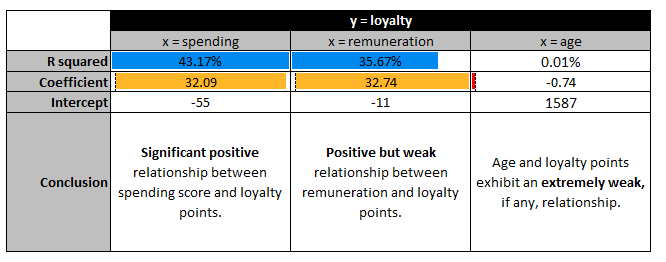 y = loyalty
x = spending x = remuneration x = age
R squared 43.17% 35.67% 0.01%
Coefficient 32.09 32.74 -0.74
Intercept -55 -11 1587
Conclusion
Significant positive
relationship between
spending score and loyalty
points.
Positive but weak
relationship between
remuneration and loyalty
points.
Age and loyalty points
exhibit an extremely weak,
if any, relationship.